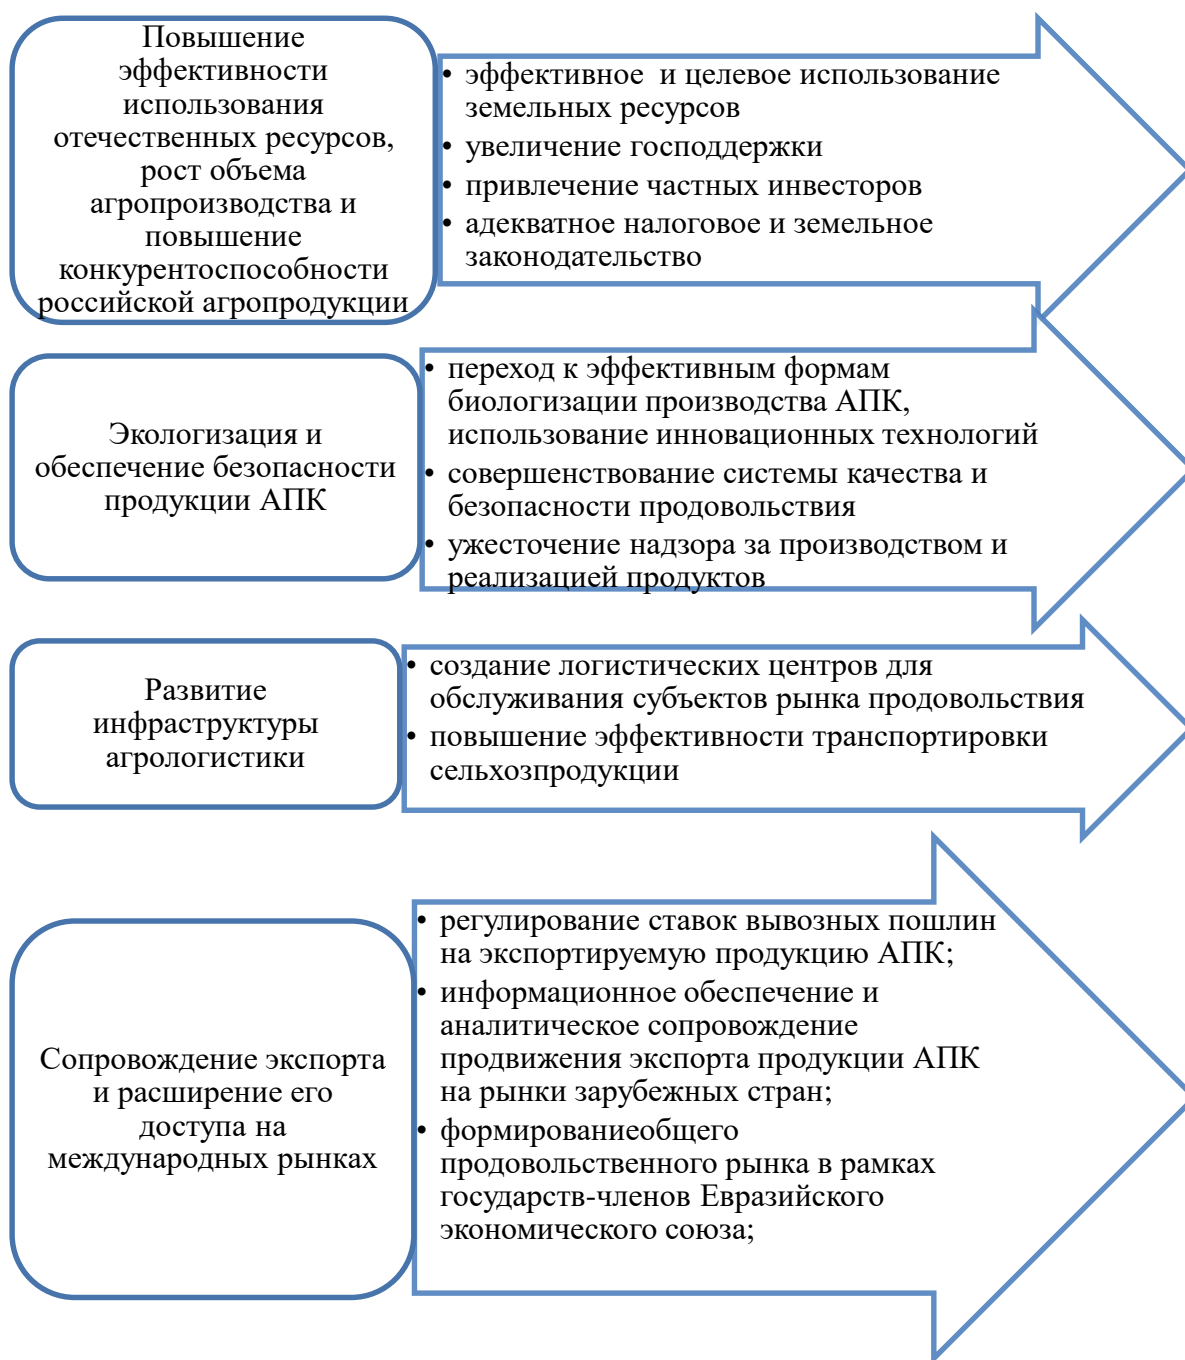 Повышение
эффективности
использования
отечественных ресурсов,
рост объема
агропроизводства и
повышение
конкурентоспособности
российской агропродукции
• эффективное  и целевое использование
земельных ресурсов
• увеличение господдержки
• привлечение частных инвесторов
• адекватное налоговое и земельное
законодательство
Экологизация и
обеспечение безопасности
продукции АПК
• переход к эффективным формам
биологизации производства АПК,
использование инновационных технологий
• совершенствование системы качества и
безопасности продовольствия
• ужесточение надзора за производством и
реализацией продуктов
Развитие
инфраструктуры
агрологистики
• создание логистических центров для
обслуживания субъектов рынка продовольствия
• повышение эффективности транспортировки
сельхозпродукции
Сопровождение экспорта
и расширение его
доступа на
международных рынках
• регулирование ставок вывозных пошлин
на экспортируемую продукцию АПК;
• информационное обеспечение и
аналитическое сопровождение
продвижения экспорта продукции АПК
на рынки зарубежных стран;
• формированиеобщего
продовольственного рынка в рамках
государств-членов Евразийского
экономического союза;